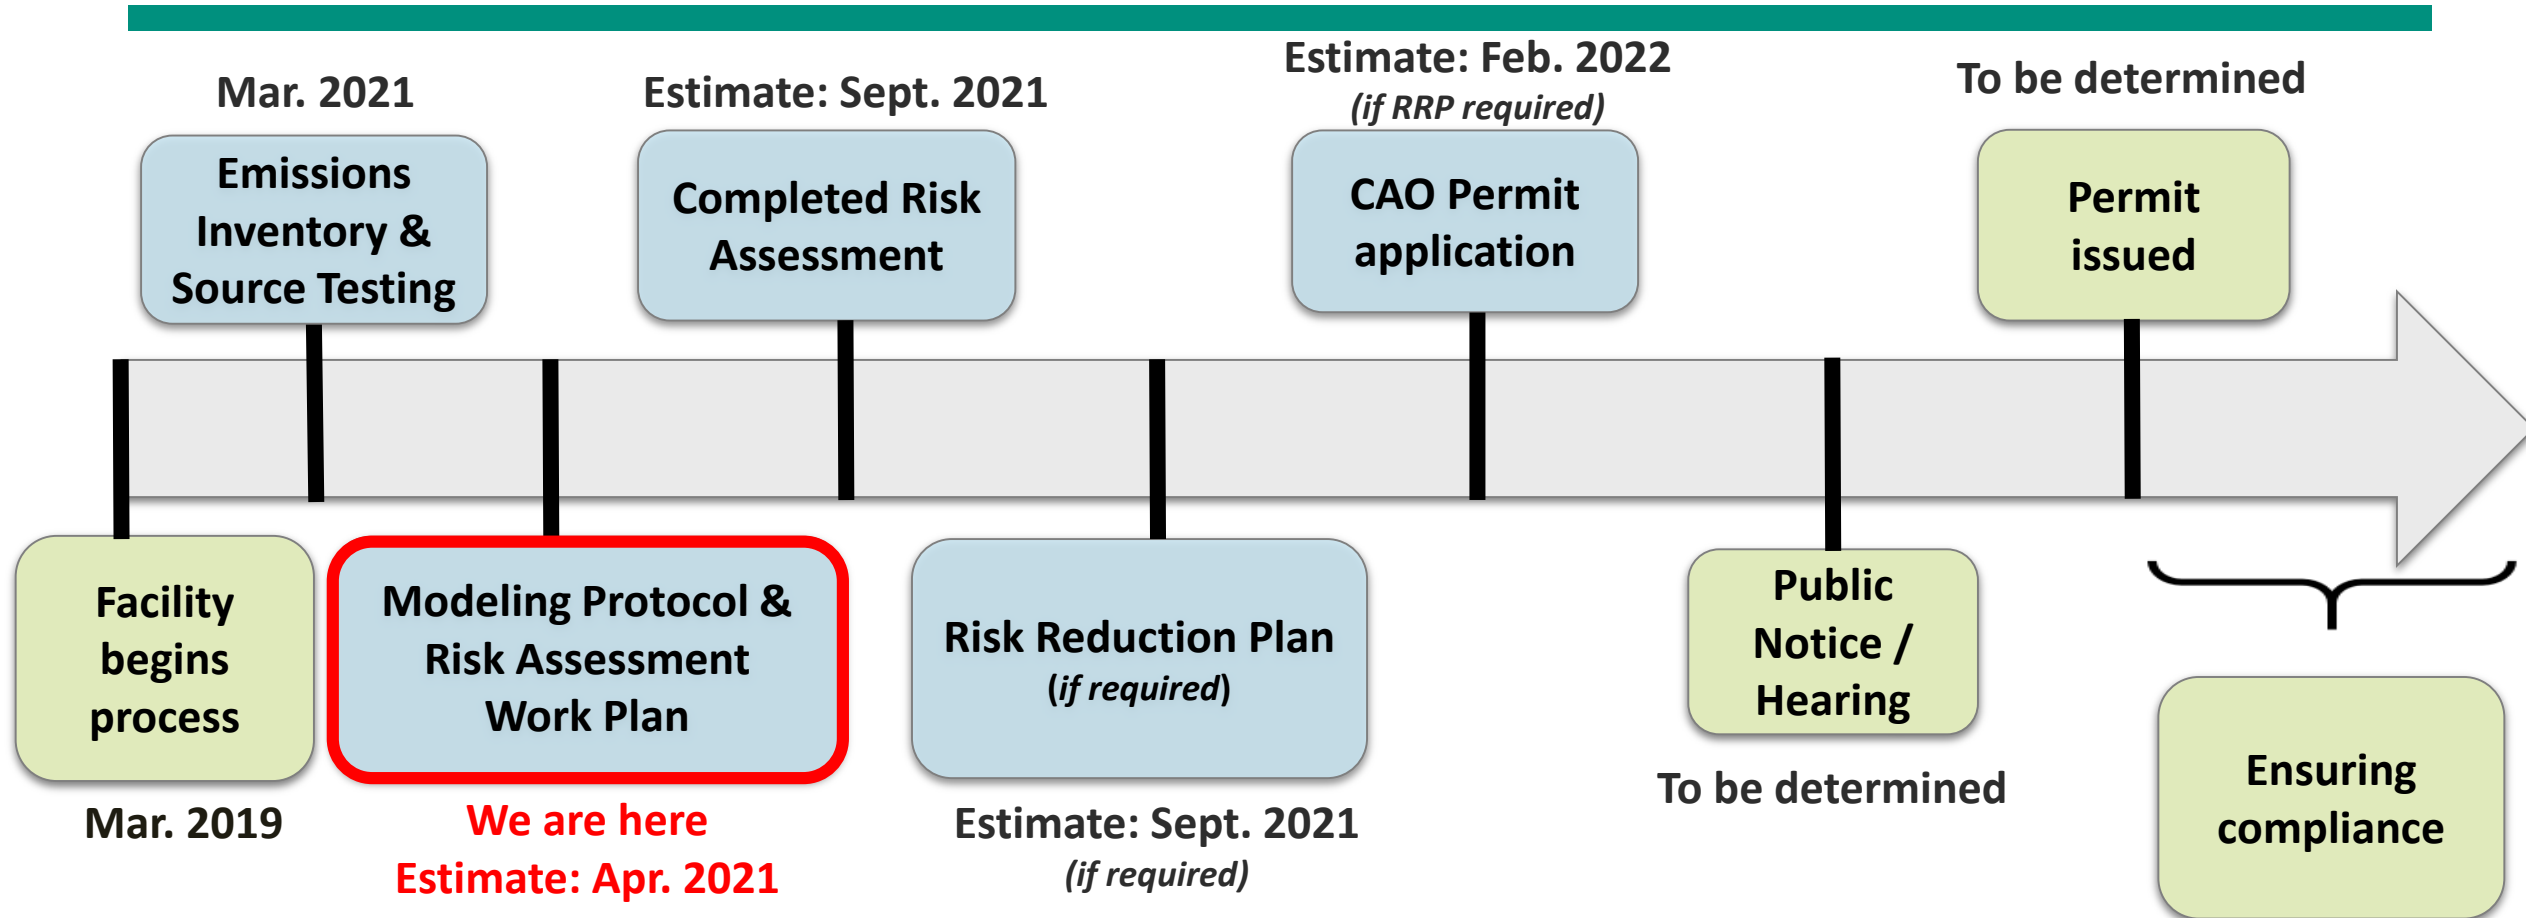 Mar. 2021
Emissions
Inventory &
Source Testing
Estimate: Sept. 2021
Completed Risk
Assessment
Estimate: Feb. 2022
(if RRP required)
CAO Permit
application
To be determined
Permit
issued
Facility
begins
process
Mar. 2019
Modeling Protocol &
Risk Assessment
Work Plan
We are here
Estimate: Apr. 2021
Risk Reduction Plan
(if required)
Estimate: Sept. 2021
(if required)
Public
Notice /
Hearing
To be determined
Ensuring
compliance